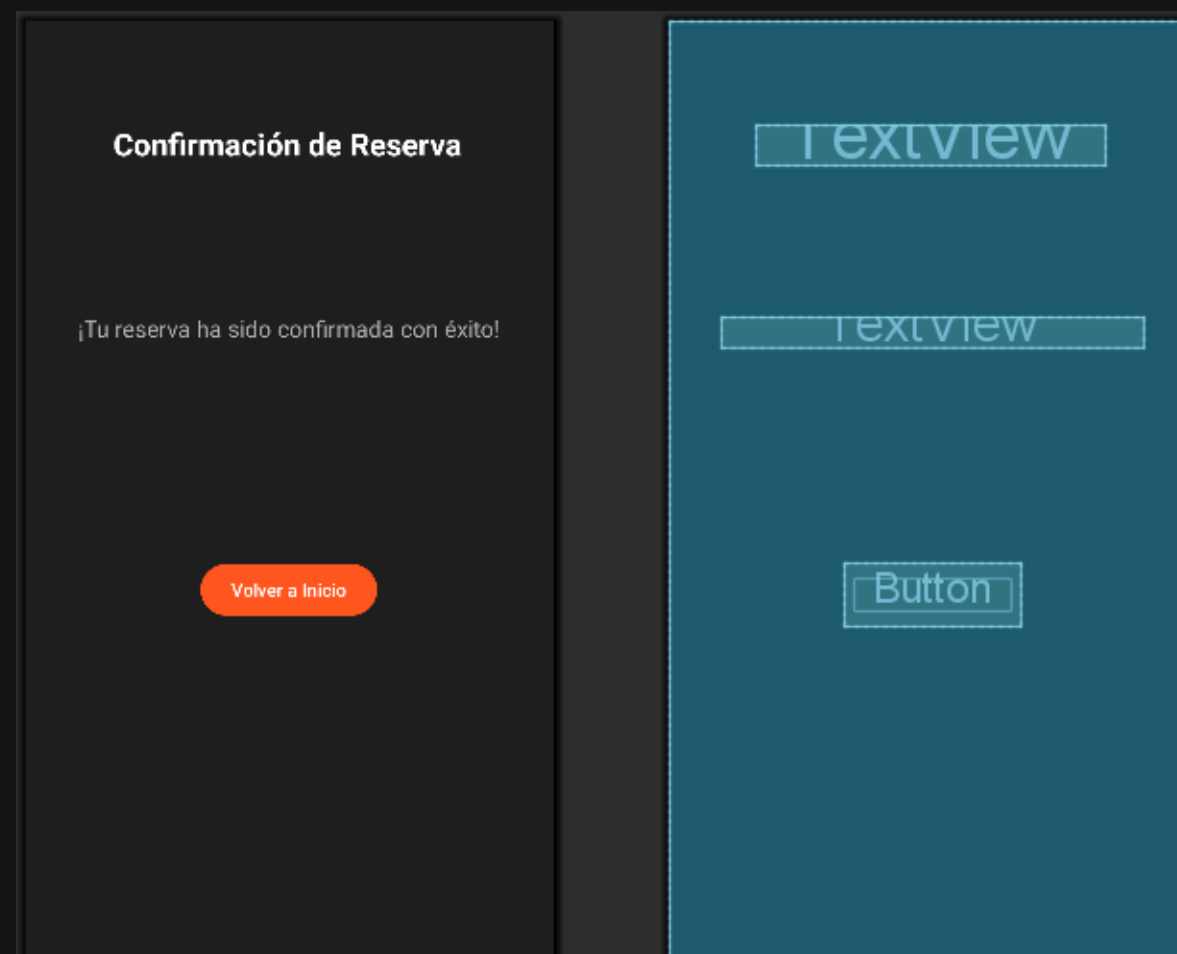 Confirmación de Reserva
¡Tu reserva ha sido confirmada con éxito!
Volver a Inicio
TextView
TextView
Button